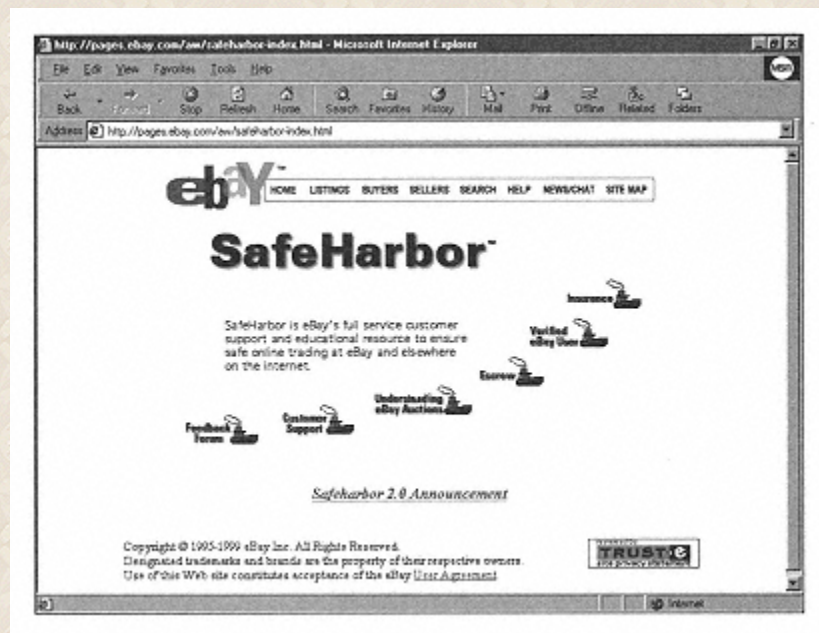 http://pages.ebay.com/aw/safeharbor-index.html - Microsoft Internet Explorer
File Edit View Favorites Tools Help
Back Forward Stop Refresh Home Search Favorites History Mail Print Offline Related Folders
Address http://pages.ebay.com/aw/safeharbor-index.html
msn
ebaY™
HOME LISTINGS BUYERS SELLERS SEARCH HELP NEWS/CHAT SITE MAP
SafeHarbor™
Insurance
SafeHarbor is eBay's full service customer
support and educational resource to ensure
safe online trading at eBay and elsewhere
on the internet.
Verified
eBay User
Escrow
Understanding
eBay Auctions
Customer
Support
Feedback
Forum
Safeharbor 2.0 Announcement
Copyright © 1995-1999 eBay Inc. All Rights Reserved.
Designated trademarks and brands are the property of their respective owners.
Use of this Web site constitutes acceptance of the eBay User Agreement
TRUSTe
site privacy statement
Internet